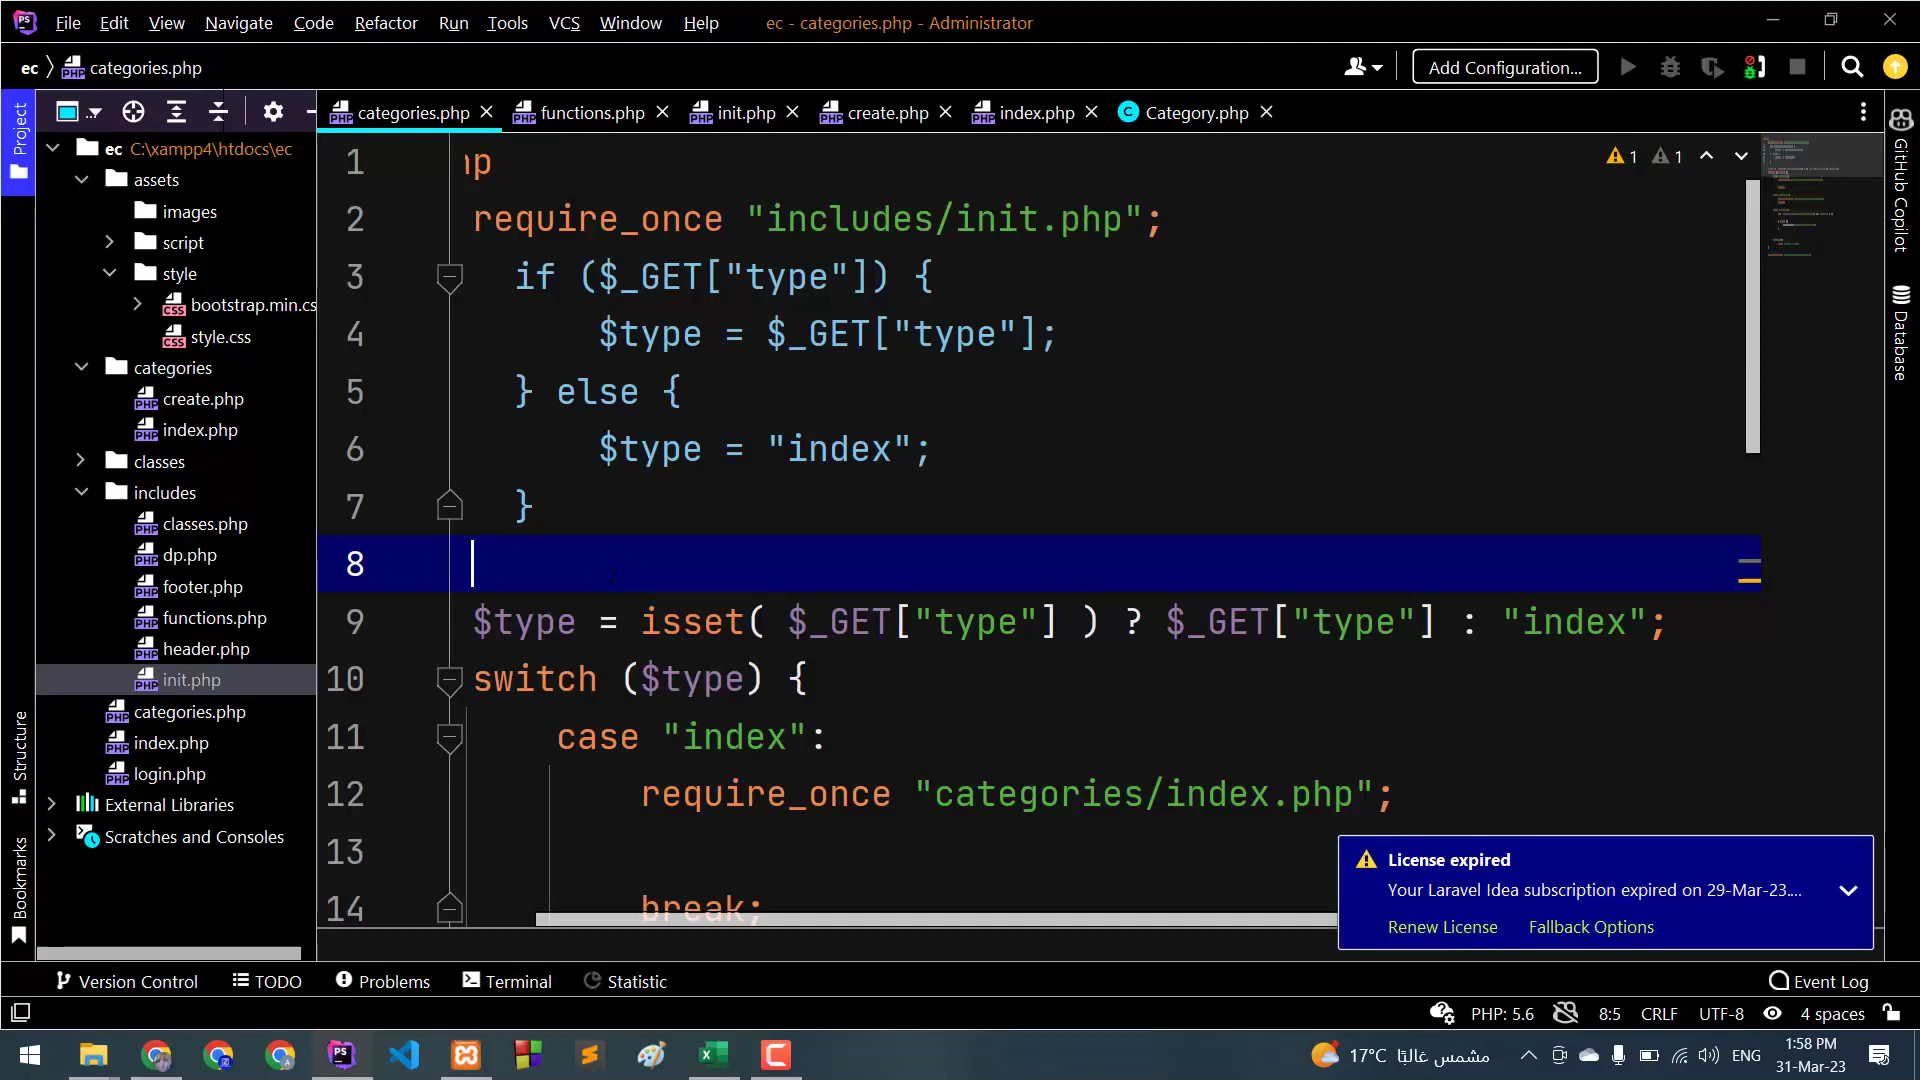 File Edit View Navigate Code Refactor Run Tools VCS Window Help ec - categories.php - Administrator
ec categories.php Add Configuration...
categories.php functions.php init.php create.php index.php Category.php
Project
ec C:\xampp4\htdocs\ec
assets
images
script
style
bootstrap.min.cs
style.css
categories
create.php
index.php
classes
includes
classes.php
dp.php
footer.php
functions.php
header.php
init.php
categories.php
index.php
login.php
External Libraries
Scratches and Consoles
Structure
Bookmarks
1 hp
2 require_once "includes/init.php";
3 if ($_GET["type"]) {
4 $type = $_GET["type"];
5 } else {
6 $type = "index";
7 }
8
9 $type = isset( $_GET["type"] ) ? $_GET["type"] : "index";
10 switch ($type) {
11 case "index":
12 require_once "categories/index.php";
13
14 break;
1 1
GitHub Copilot
Database
License expired
Your Laravel Idea subscription expired on 29-Mar-23....
Renew License Fallback Options
Version Control TODO Problems Terminal Statistic Event Log
PHP: 5.6 8:5 CRLF UTF-8 4 spaces
17°C مشمس غالبًا ENG 1:58 PM
31-Mar-23